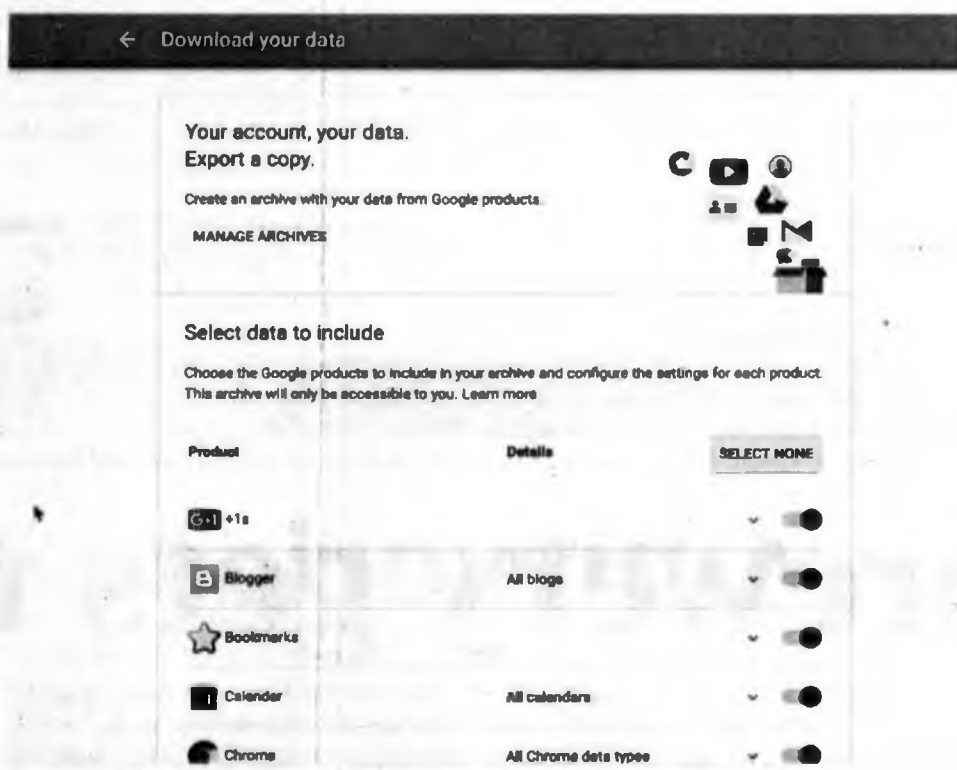 ← Download your data
Your account, your data.
Export a copy.
Create an archive with your data from Google products.
MANAGE ARCHIVES
Select data to include
Choose the Google products to include in your archive and configure the settings for each product.
This archive will only be accessible to you. Learn more
Product Details SELECT NONE
G+1 +1s
Blogger All blogs
Bookmarks
Calendar All calendars
Chrome All Chrome data types